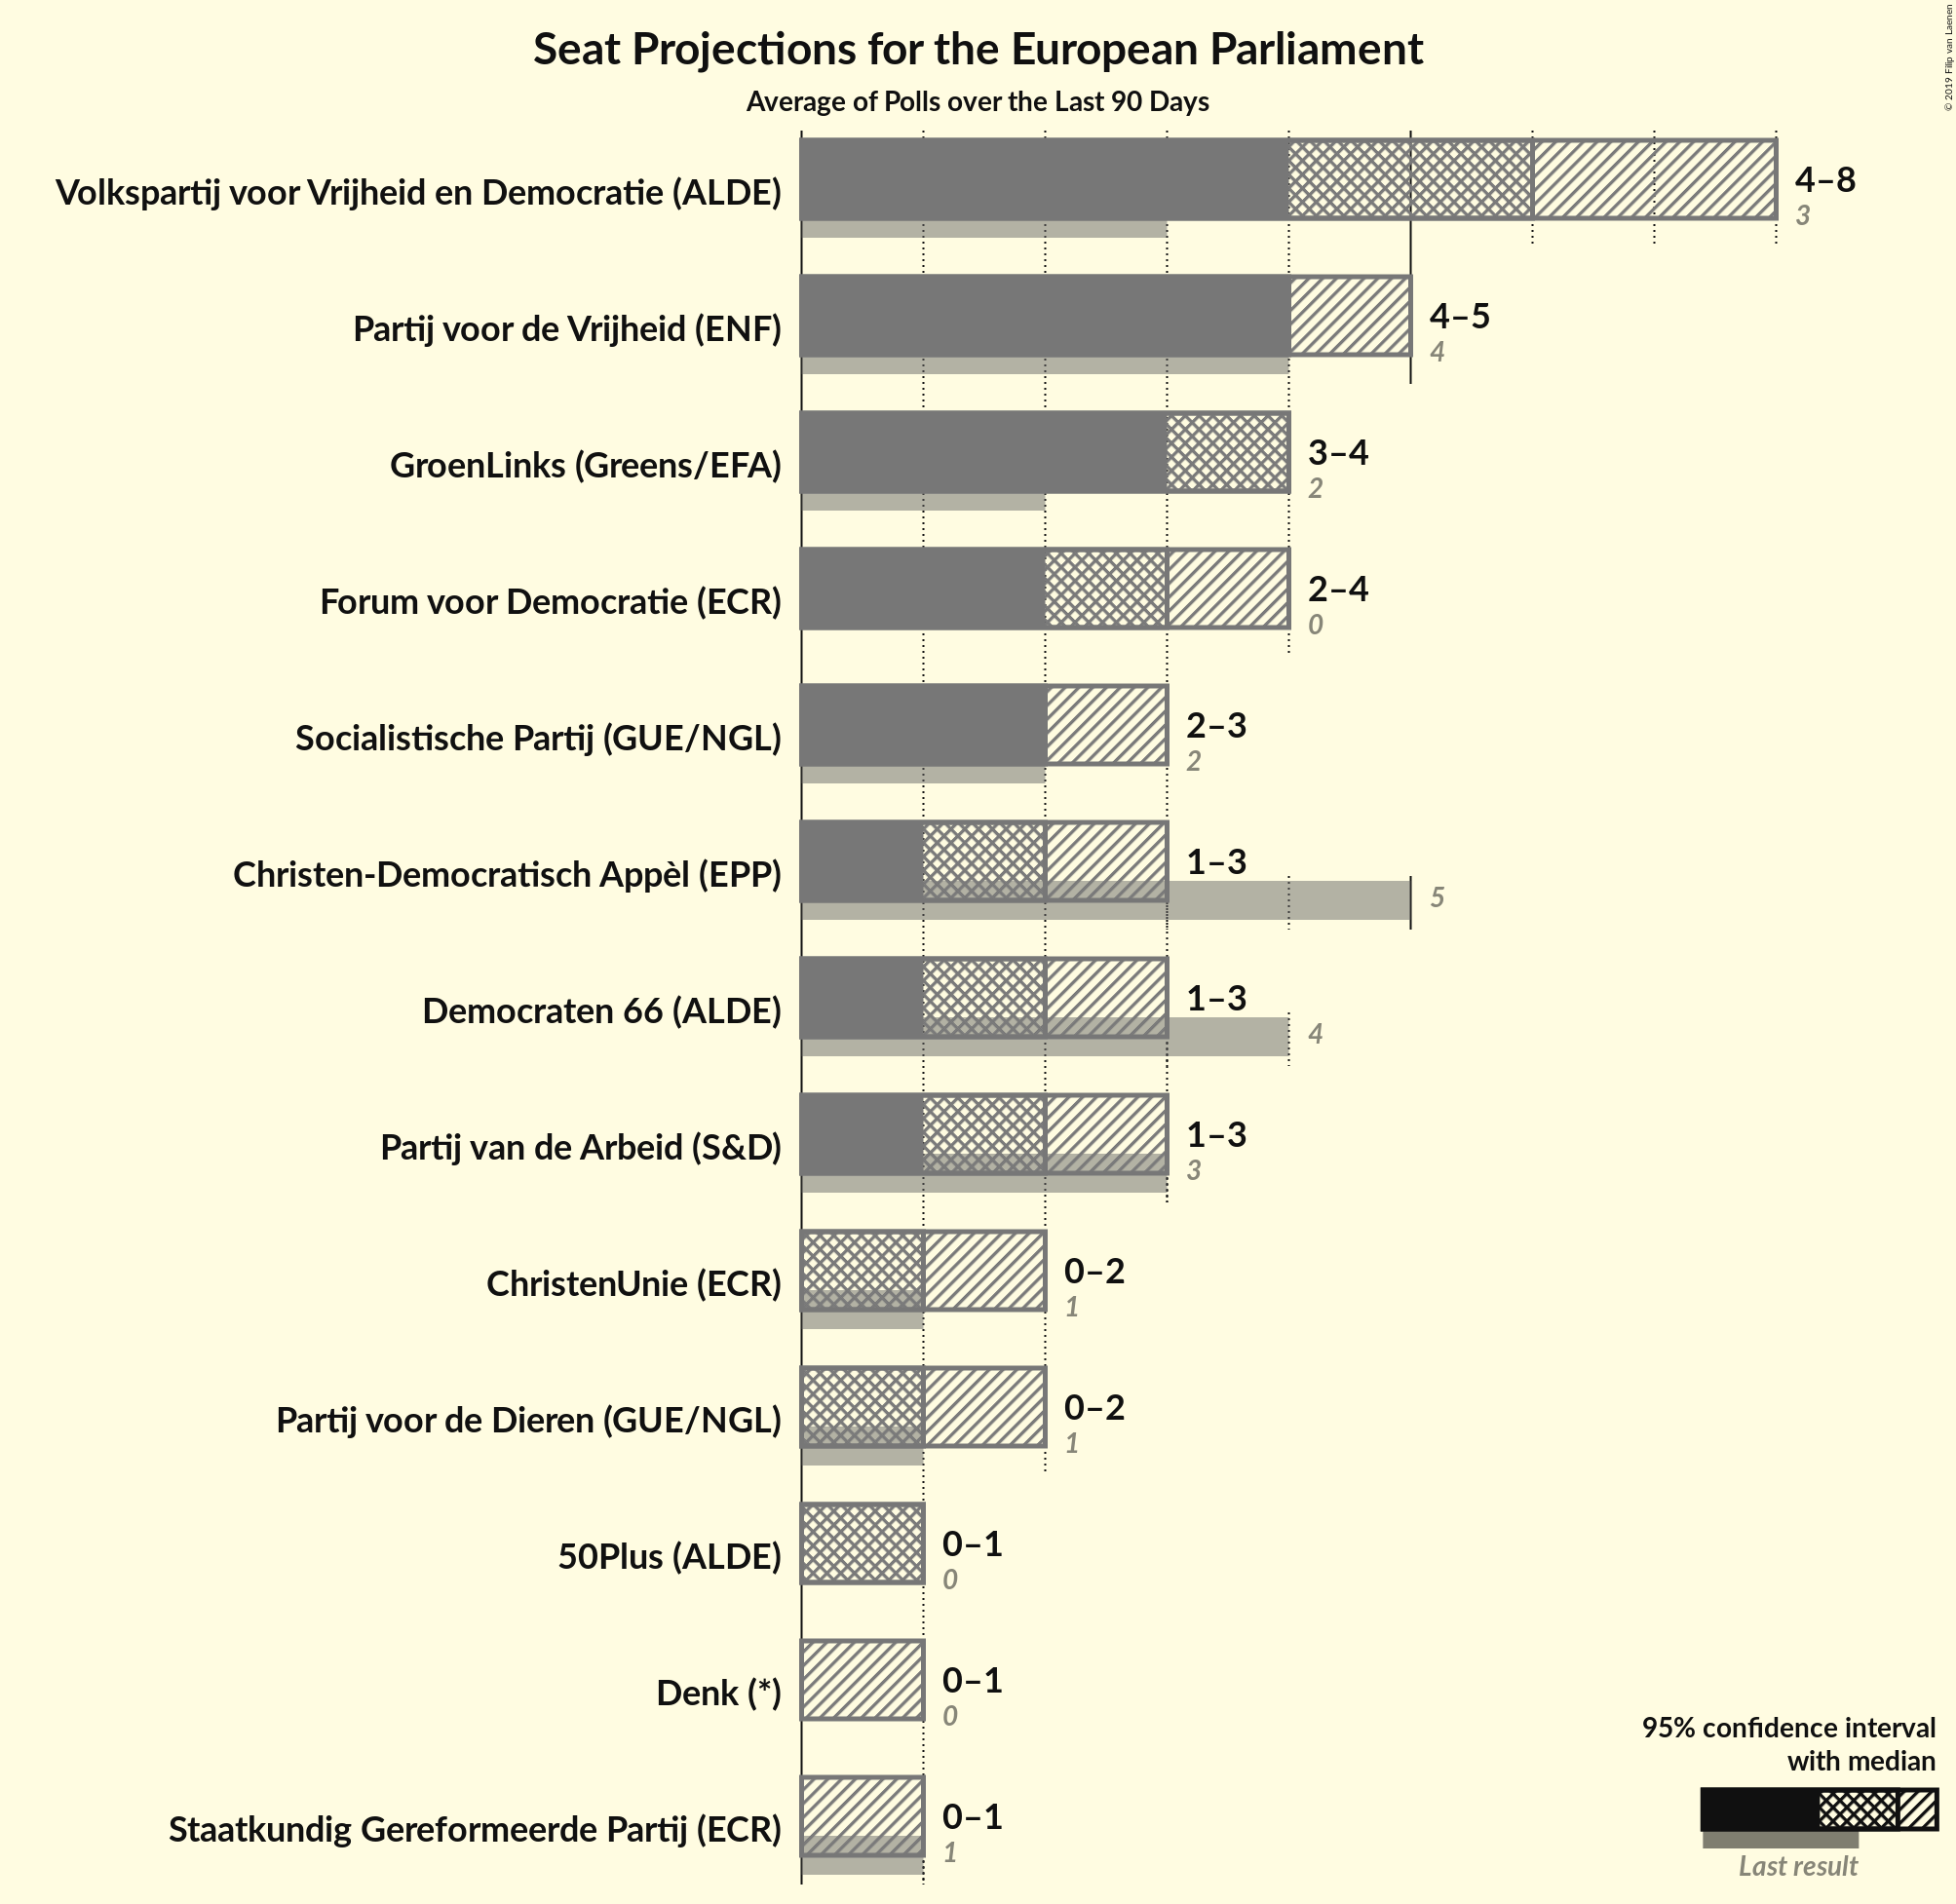 Seat Projections for the European Parliament
Average of Polls over the Last 90 Days
© 2019 Filip van Laenen
Volkspartij voor Vrijheid en Democratie (ALDE)
4–8
3
Partij voor de Vrijheid (ENF)
4–5
4
GroenLinks (Greens/EFA)
3–4
2
Forum voor Democratie (ECR)
2–4
0
Socialistische Partij (GUE/NGL)
2–3
2
Christen-Democratisch Appèl (EPP)
1–3
5
Democraten 66 (ALDE)
1–3
4
Partij van de Arbeid (S&D)
1–3
3
ChristenUnie (ECR)
0–2
1
Partij voor de Dieren (GUE/NGL)
0–2
1
50Plus (ALDE)
0–1
0
Denk (*)
0–1
0
Staatkundig Gereformeerde Partij (ECR)
0–1
1
95% confidence interval
with median
Last result